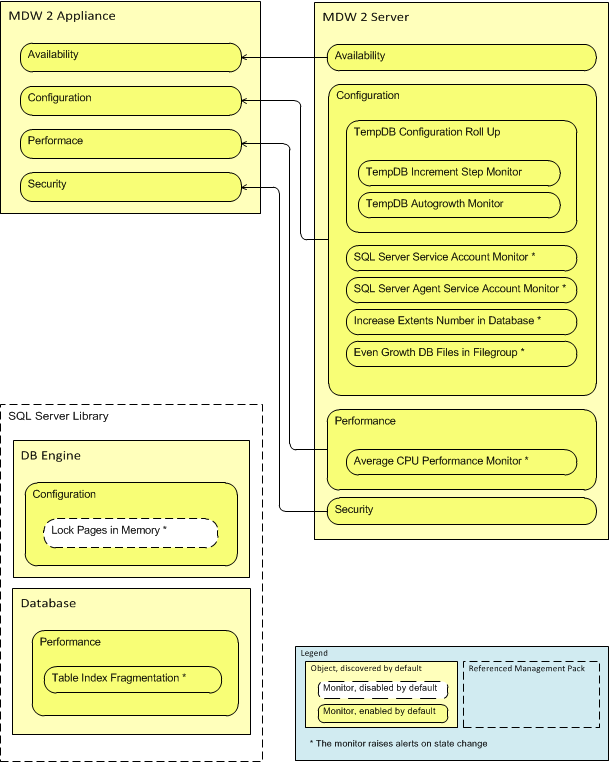 MDW 2 Appliance
Availability
Configuration
Performace
Security
MDW 2 Server
Availability
Configuration
TempDB Configuration Roll Up
TempDB Increment Step Monitor
TempDB Autogrowth Monitor
SQL Server Service Account Monitor *
SQL Server Agent Service Account Monitor *
Increase Extents Number in Database *
Even Growth DB Files in Filegroup *
Performance
Average CPU Performance Monitor *
Security
SQL Server Library
DB Engine
Configuration
Lock Pages in Memory *
Database
Performance
Table Index Fragmentation *
Legend
Object, discovered by default
Monitor, disabled by default
Monitor, enabled by default
Referenced Management Pack
* The monitor raises alerts on state change